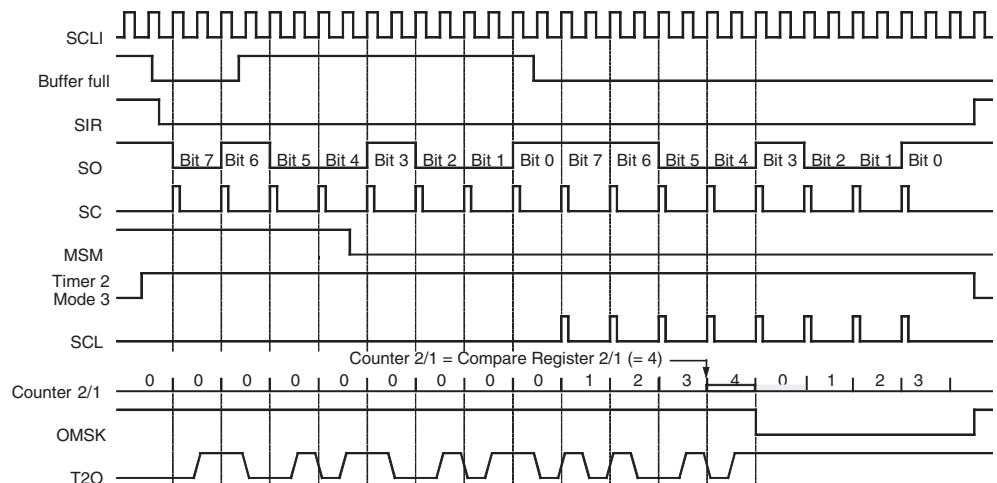 SCLI
Buffer full
SIR
SO Bit 7 Bit 6 Bit 5 Bit 4 Bit 3 Bit 2 Bit 1 Bit 0 Bit 7 Bit 6 Bit 5 Bit 4 Bit 3 Bit 2 Bit 1 Bit 0
SC
MSM
Timer 2
Mode 3
SCL
Counter 2/1 = Compare Register 2/1 (= 4)
Counter 2/1 0 0 0 0 0 0 0 0 0 1 2 3 4 0 1 2 3
OMSK
T2O